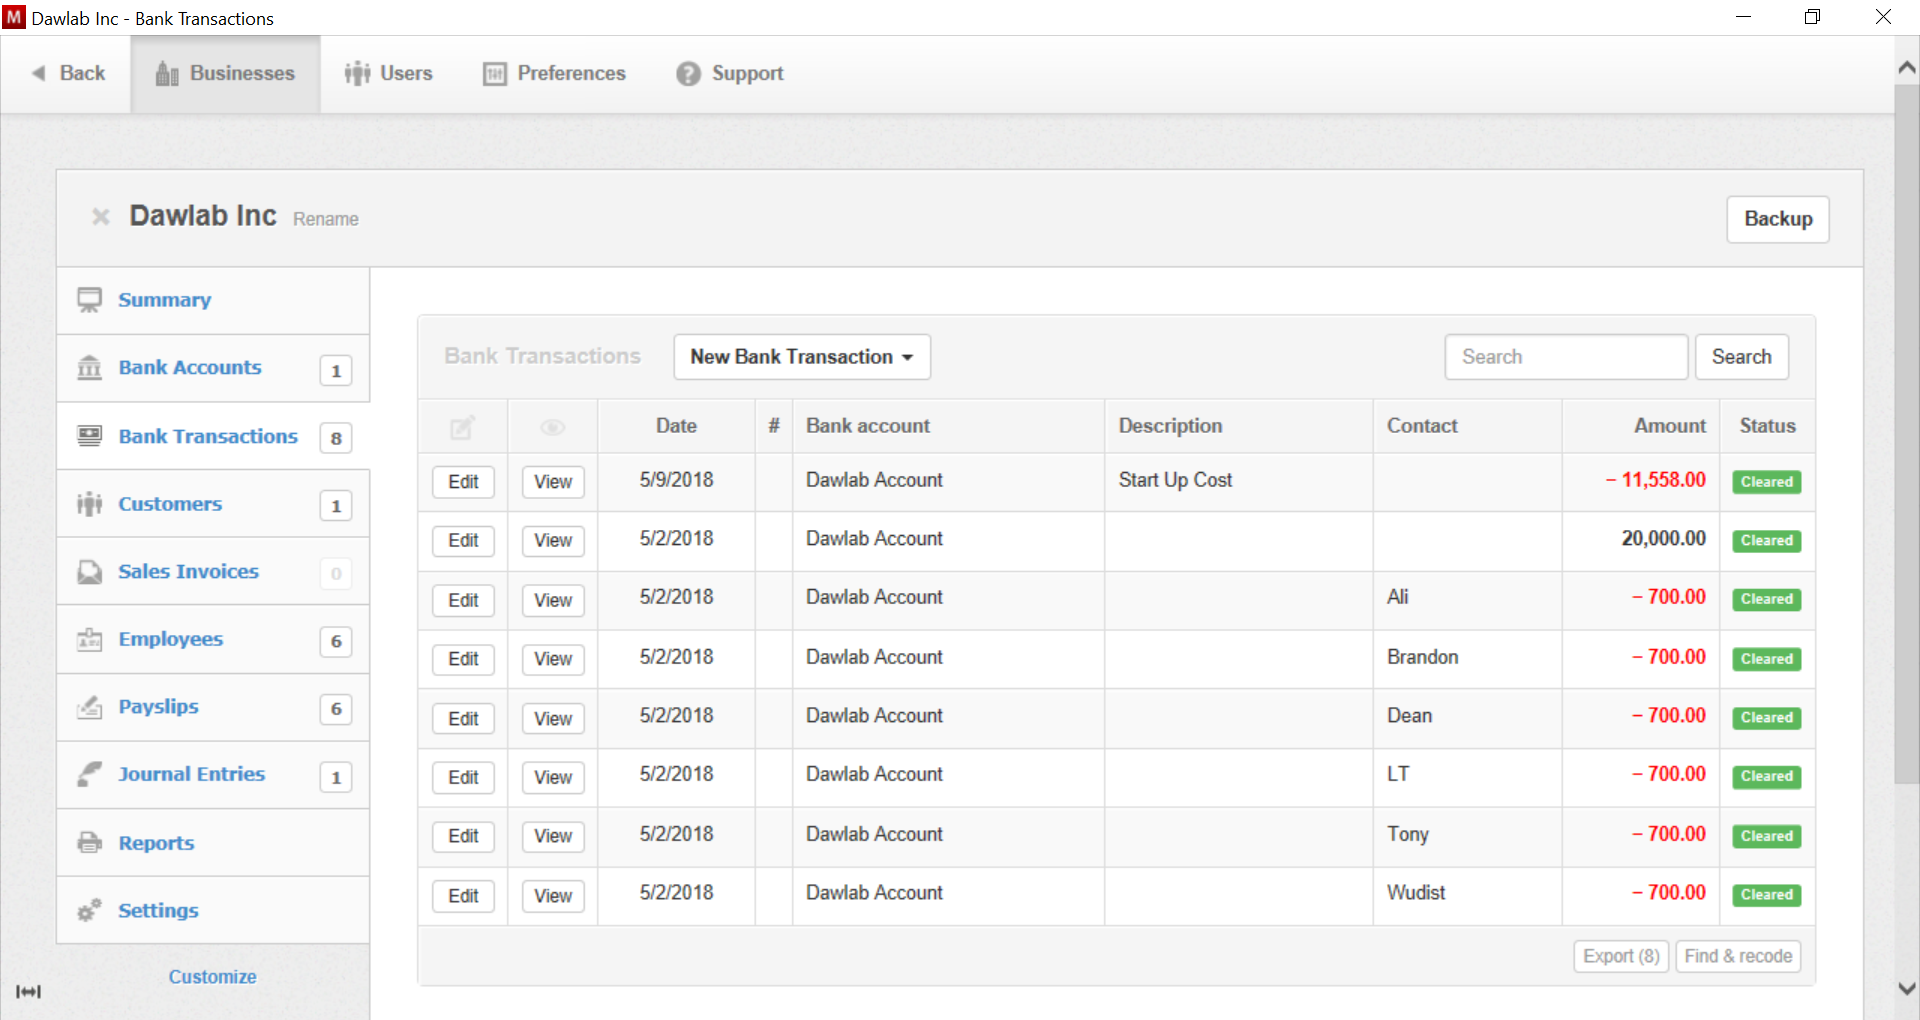 M Dawlab Inc - Bank Transactions
Back Businesses Users Preferences ? Support
Dawlab Inc Rename Backup
Summary
Bank Accounts 1
Bank Transactions 8
Customers 1
Sales Invoices 0
Employees 6
Payslips 6
Journal Entries 1
Reports
Settings
Customize
Bank Transactions New Bank Transaction Search Search
Date # Bank account Description Contact Amount Status
Edit View 5/9/2018 Dawlab Account Start Up Cost − 11,558.00 Cleared
Edit View 5/2/2018 Dawlab Account 20,000.00 Cleared
Edit View 5/2/2018 Dawlab Account Ali − 700.00 Cleared
Edit View 5/2/2018 Dawlab Account Brandon − 700.00 Cleared
Edit View 5/2/2018 Dawlab Account Dean − 700.00 Cleared
Edit View 5/2/2018 Dawlab Account LT − 700.00 Cleared
Edit View 5/2/2018 Dawlab Account Tony − 700.00 Cleared
Edit View 5/2/2018 Dawlab Account Wudist − 700.00 Cleared
Export (8) Find & recode